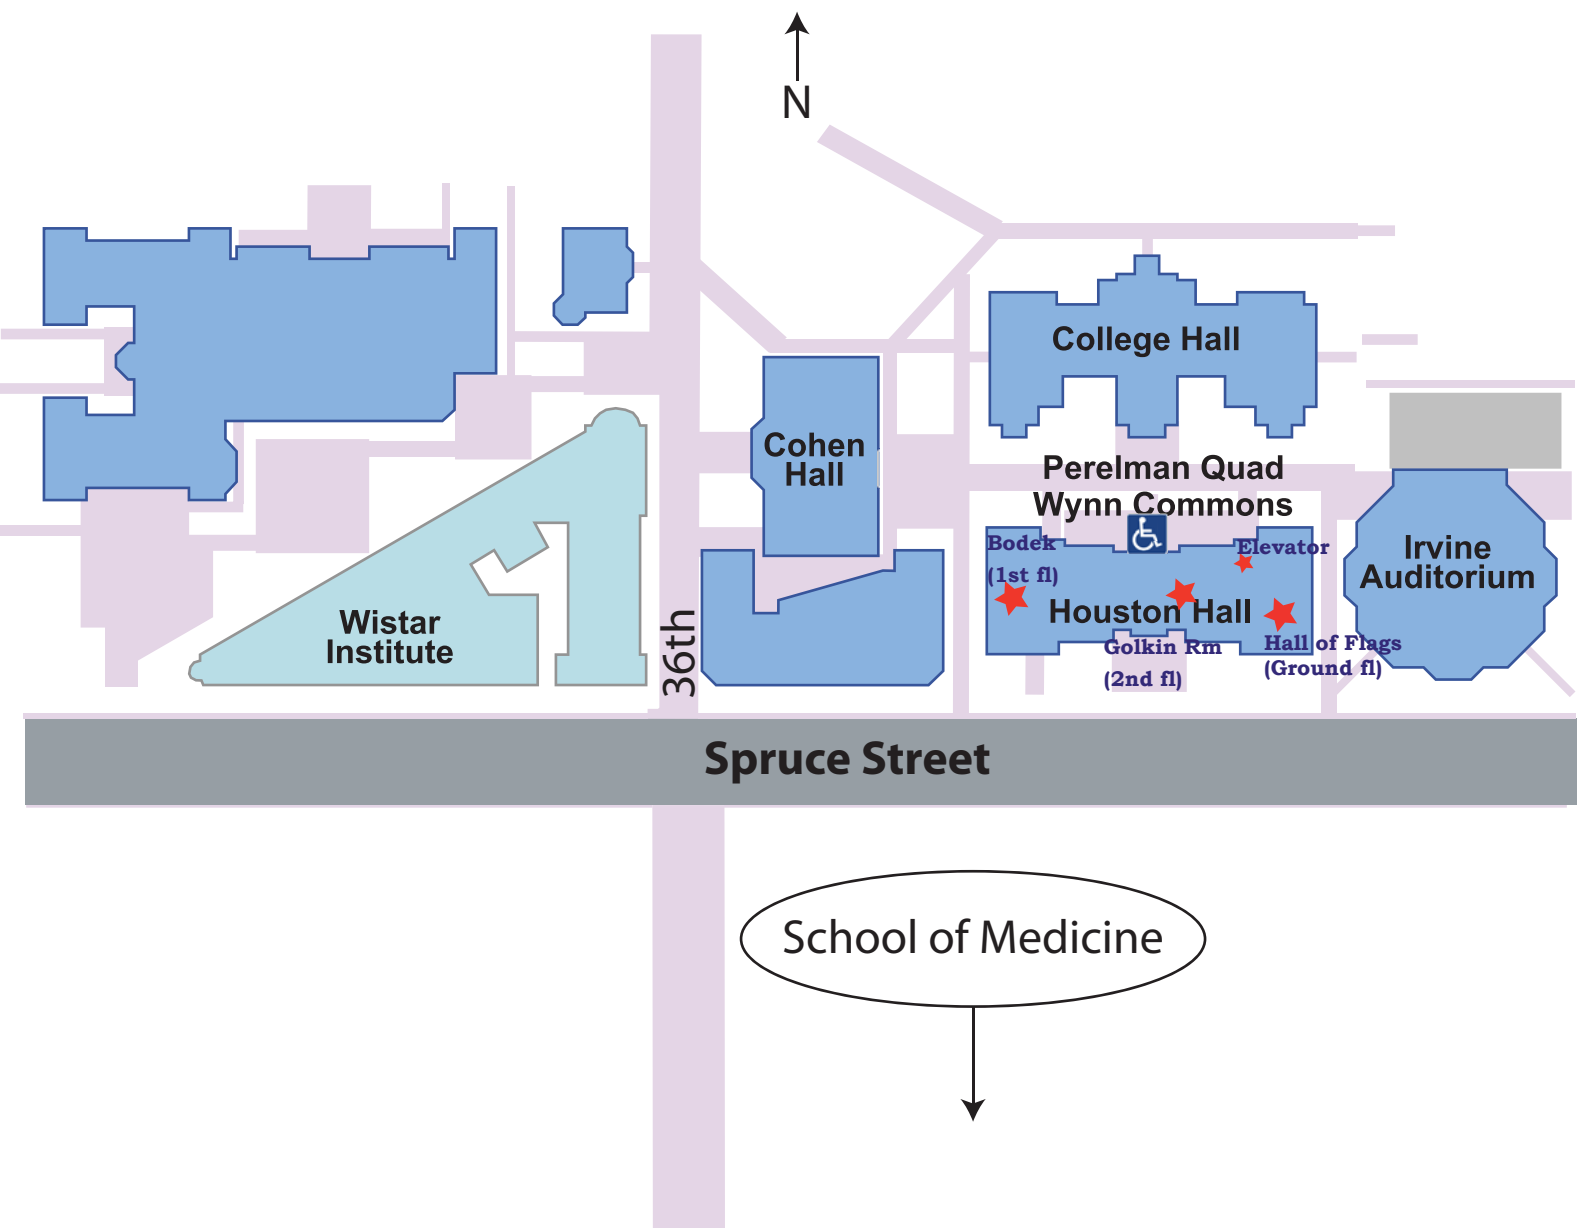 N
College Hall
Cohen
Hall
Perelman Quad
Wynn Commons
Bodek
(1st fl)
Elevator
Irvine
Auditorium
Houston Hall
Golkin Rm
(2nd fl)
Hall of Flags
(Ground fl)
Wistar
Institute
36th
Spruce Street
School of Medicine